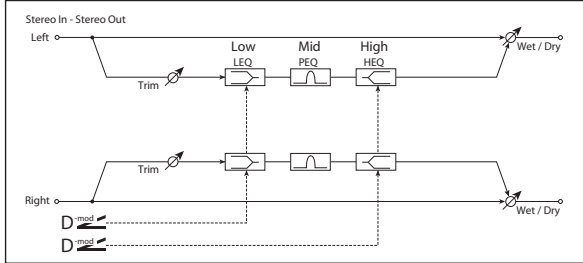 Stereo In - Stereo Out
Left
Low Mid High
LEQ PEQ HEQ
Wet / Dry
Trim
Trim
Right
Wet / Dry
D-mod
D-mod